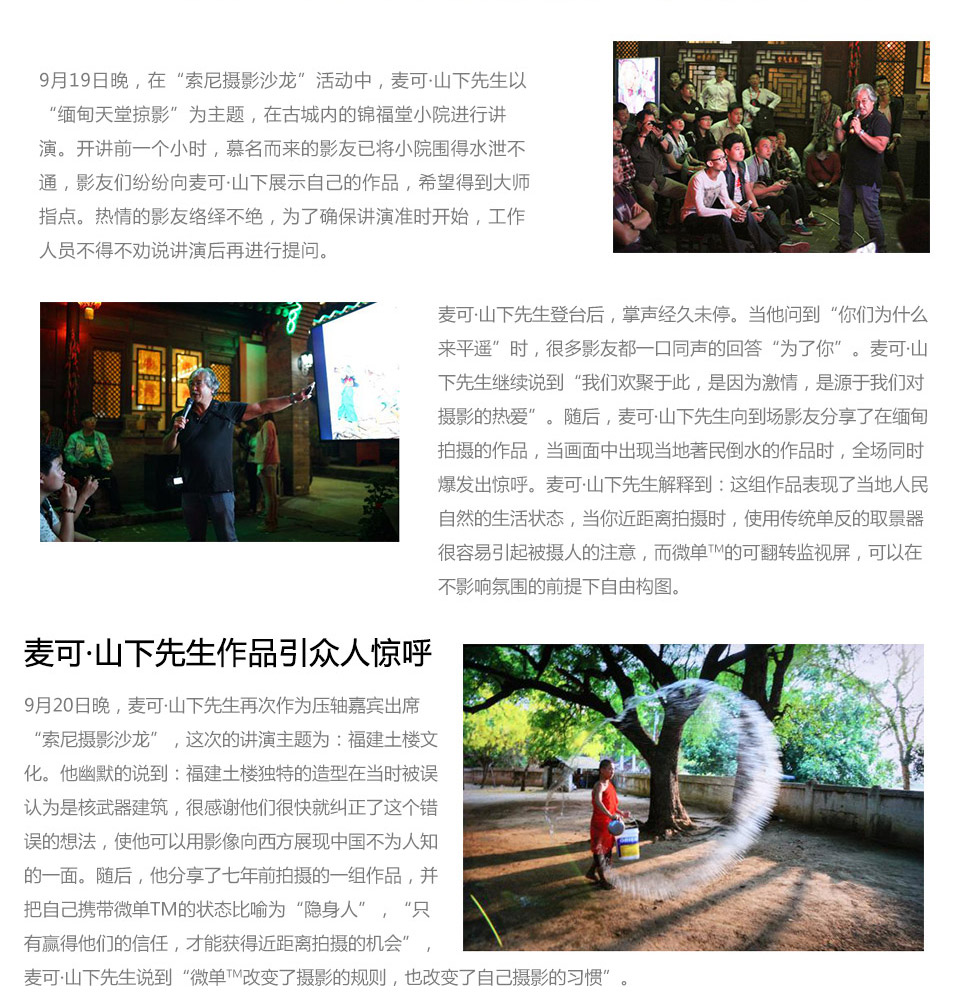 9月19日晚，在“索尼摄影沙龙”活动中，麦可·山下先生以
“缅甸天堂掠影”为主题，在古城内的锦福堂小院进行讲
演。开讲前一个小时，慕名而来的影友已将小院围得水泄不
通，影友们纷纷向麦可·山下展示自己的作品，希望得到大师
指点。热情的影友络绎不绝，为了确保讲演准时开始，工作
人员不得不劝说讲演后再进行提问。
麦可·山下先生登台后，掌声经久未停。当他问到“你们为什么
来平遥”时，很多影友都一口同声的回答“为了你”。麦可·山
下先生继续说到“我们欢聚于此，是因为激情，是源于我们对
摄影的热爱”。随后，麦可·山下先生向到场影友分享了在缅甸
拍摄的作品，当画面中出现当地著民倒水的作品时，全场同时
爆发出惊呼。麦可·山下先生解释到：这组作品表现了当地人民
自然的生活状态，当你近距离拍摄时，使用传统单反的取景器
很容易引起被摄人的注意，而微单™的可翻转监视屏，可以在
不影响氛围的前提下自由构图。
麦可·山下先生作品引众人惊呼
9月20日晚，麦可·山下先生再次作为压轴嘉宾出席
“索尼摄影沙龙”，这次的讲演主题为：福建土楼文
化。他幽默的说到：福建土楼独特的造型在当时被误
认为是核武器建筑，很感谢他们很快就纠正了这个错
误的想法，使他可以用影像向西方展现中国不为人知
的一面。随后，他分享了七年前拍摄的一组作品，并
把自己携带微单TM的状态比喻为“隐身人”，“只
有赢得他们的信任，才能获得近距离拍摄的机会”，
麦可·山下先生说到“微单™改变了摄影的规则，也改变了自己摄影的习惯”。